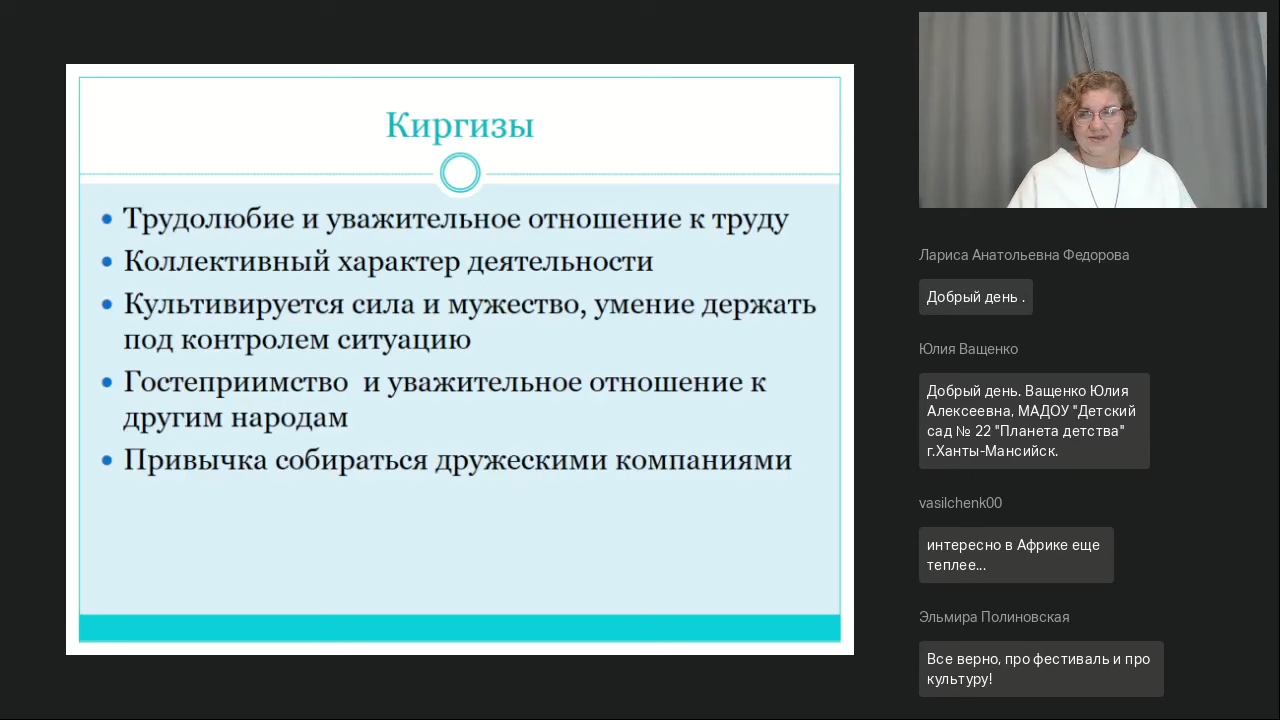 Киргизы
Трудолюбие и уважительное отношение к труду
Коллективный характер деятельности
Культивируется сила и мужество, умение держать
под контролем ситуацию
Гостеприимство  и уважительное отношение к
другим народам
Привычка собираться дружескими компаниями
Лариса Анатольевна Федорова
Добрый день .
Юлия Ващенко
Добрый день. Ващенко Юлия
Алексеевна, МАДОУ "Детский
сад № 22 "Планета детства"
г.Ханты-Мансийск.
vasilchenk00
интересно в Африке еще
теплее...
Эльмира Полиновская
Все верно, про фестиваль и про
культуру!